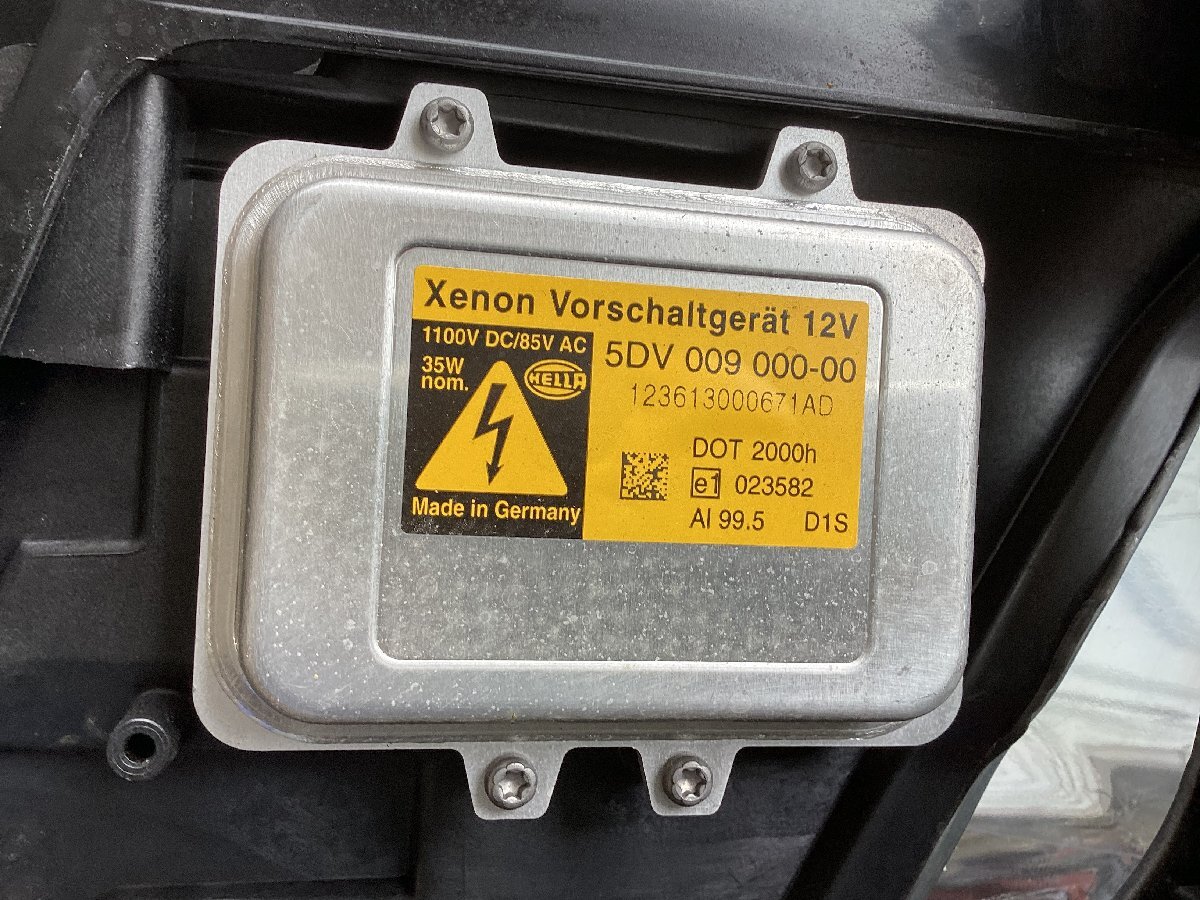 Xenon Vorschaltgerät 12V
1100V DC/85V AC
35W
nom.
HELLA
Made in Germany
5DV 009 000-00
123613000671AD
DOT 2000h
e1 023582
Al 99.5 D1S